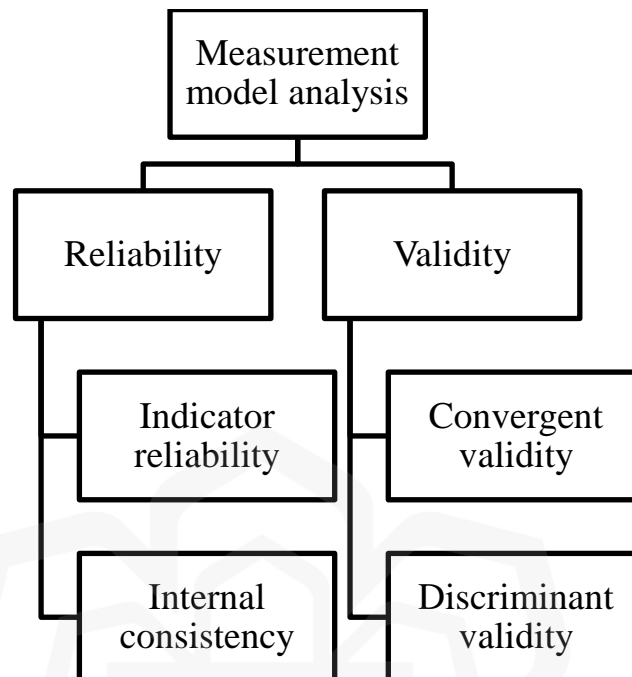 Measurement
model analysis
Reliability
Validity
Indicator
reliability
Convergent
validity
Internal
consistency
Discriminant
validity